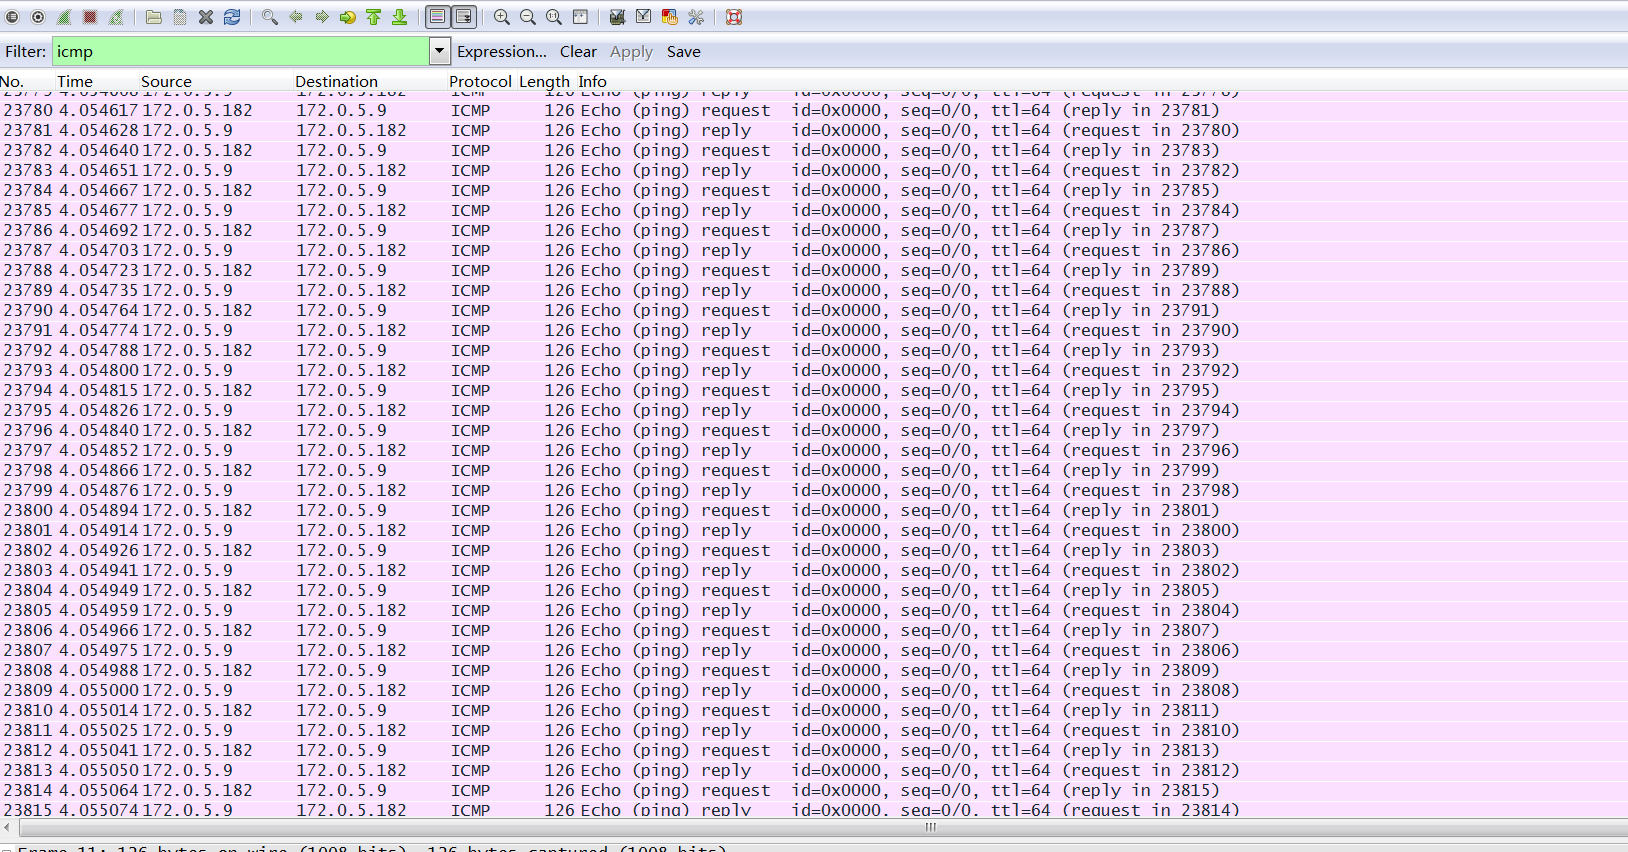 Filter: icmp Expression... Clear Apply Save
No. Time Source Destination Protocol Length Info
23780 4.054617 172.0.5.182 172.0.5.9 ICMP 126 Echo (ping) request id=0x0000, seq=0/0, ttl=64 (reply in 23781)
23781 4.054628 172.0.5.9 172.0.5.182 ICMP 126 Echo (ping) reply id=0x0000, seq=0/0, ttl=64 (request in 23780)
23782 4.054640 172.0.5.182 172.0.5.9 ICMP 126 Echo (ping) request id=0x0000, seq=0/0, ttl=64 (reply in 23783)
23783 4.054651 172.0.5.9 172.0.5.182 ICMP 126 Echo (ping) reply id=0x0000, seq=0/0, ttl=64 (request in 23782)
23784 4.054667 172.0.5.182 172.0.5.9 ICMP 126 Echo (ping) request id=0x0000, seq=0/0, ttl=64 (reply in 23785)
23785 4.054677 172.0.5.9 172.0.5.182 ICMP 126 Echo (ping) reply id=0x0000, seq=0/0, ttl=64 (request in 23784)
23786 4.054692 172.0.5.182 172.0.5.9 ICMP 126 Echo (ping) request id=0x0000, seq=0/0, ttl=64 (reply in 23787)
23787 4.054703 172.0.5.9 172.0.5.182 ICMP 126 Echo (ping) reply id=0x0000, seq=0/0, ttl=64 (request in 23786)
23788 4.054723 172.0.5.182 172.0.5.9 ICMP 126 Echo (ping) request id=0x0000, seq=0/0, ttl=64 (reply in 23789)
23789 4.054735 172.0.5.9 172.0.5.182 ICMP 126 Echo (ping) reply id=0x0000, seq=0/0, ttl=64 (request in 23788)
23790 4.054764 172.0.5.182 172.0.5.9 ICMP 126 Echo (ping) request id=0x0000, seq=0/0, ttl=64 (reply in 23791)
23791 4.054774 172.0.5.9 172.0.5.182 ICMP 126 Echo (ping) reply id=0x0000, seq=0/0, ttl=64 (request in 23790)
23792 4.054788 172.0.5.182 172.0.5.9 ICMP 126 Echo (ping) request id=0x0000, seq=0/0, ttl=64 (reply in 23793)
23793 4.054800 172.0.5.9 172.0.5.182 ICMP 126 Echo (ping) reply id=0x0000, seq=0/0, ttl=64 (request in 23792)
23794 4.054815 172.0.5.182 172.0.5.9 ICMP 126 Echo (ping) request id=0x0000, seq=0/0, ttl=64 (reply in 23795)
23795 4.054826 172.0.5.9 172.0.5.182 ICMP 126 Echo (ping) reply id=0x0000, seq=0/0, ttl=64 (request in 23794)
23796 4.054840 172.0.5.182 172.0.5.9 ICMP 126 Echo (ping) request id=0x0000, seq=0/0, ttl=64 (reply in 23797)
23797 4.054852 172.0.5.9 172.0.5.182 ICMP 126 Echo (ping) reply id=0x0000, seq=0/0, ttl=64 (request in 23796)
23798 4.054866 172.0.5.182 172.0.5.9 ICMP 126 Echo (ping) request id=0x0000, seq=0/0, ttl=64 (reply in 23799)
23799 4.054876 172.0.5.9 172.0.5.182 ICMP 126 Echo (ping) reply id=0x0000, seq=0/0, ttl=64 (request in 23798)
23800 4.054894 172.0.5.182 172.0.5.9 ICMP 126 Echo (ping) request id=0x0000, seq=0/0, ttl=64 (reply in 23801)
23801 4.054914 172.0.5.9 172.0.5.182 ICMP 126 Echo (ping) reply id=0x0000, seq=0/0, ttl=64 (request in 23800)
23802 4.054926 172.0.5.182 172.0.5.9 ICMP 126 Echo (ping) request id=0x0000, seq=0/0, ttl=64 (reply in 23803)
23803 4.054941 172.0.5.9 172.0.5.182 ICMP 126 Echo (ping) reply id=0x0000, seq=0/0, ttl=64 (request in 23802)
23804 4.054949 172.0.5.182 172.0.5.9 ICMP 126 Echo (ping) request id=0x0000, seq=0/0, ttl=64 (reply in 23805)
23805 4.054959 172.0.5.9 172.0.5.182 ICMP 126 Echo (ping) reply id=0x0000, seq=0/0, ttl=64 (request in 23804)
23806 4.054966 172.0.5.182 172.0.5.9 ICMP 126 Echo (ping) request id=0x0000, seq=0/0, ttl=64 (reply in 23807)
23807 4.054975 172.0.5.9 172.0.5.182 ICMP 126 Echo (ping) reply id=0x0000, seq=0/0, ttl=64 (request in 23806)
23808 4.054988 172.0.5.182 172.0.5.9 ICMP 126 Echo (ping) request id=0x0000, seq=0/0, ttl=64 (reply in 23809)
23809 4.055000 172.0.5.9 172.0.5.182 ICMP 126 Echo (ping) reply id=0x0000, seq=0/0, ttl=64 (request in 23808)
23810 4.055014 172.0.5.182 172.0.5.9 ICMP 126 Echo (ping) request id=0x0000, seq=0/0, ttl=64 (reply in 23811)
23811 4.055025 172.0.5.9 172.0.5.182 ICMP 126 Echo (ping) reply id=0x0000, seq=0/0, ttl=64 (request in 23810)
23812 4.055041 172.0.5.182 172.0.5.9 ICMP 126 Echo (ping) request id=0x0000, seq=0/0, ttl=64 (reply in 23813)
23813 4.055050 172.0.5.9 172.0.5.182 ICMP 126 Echo (ping) reply id=0x0000, seq=0/0, ttl=64 (request in 23812)
23814 4.055064 172.0.5.182 172.0.5.9 ICMP 126 Echo (ping) request id=0x0000, seq=0/0, ttl=64 (reply in 23815)
23815 4.055074 172.0.5.9 172.0.5.182 ICMP 126 Echo (ping) reply id=0x0000, seq=0/0, ttl=64 (request in 23814)
Frame 11: 126 bytes on wire (1008 bits), 126 bytes captured (1008 bits)